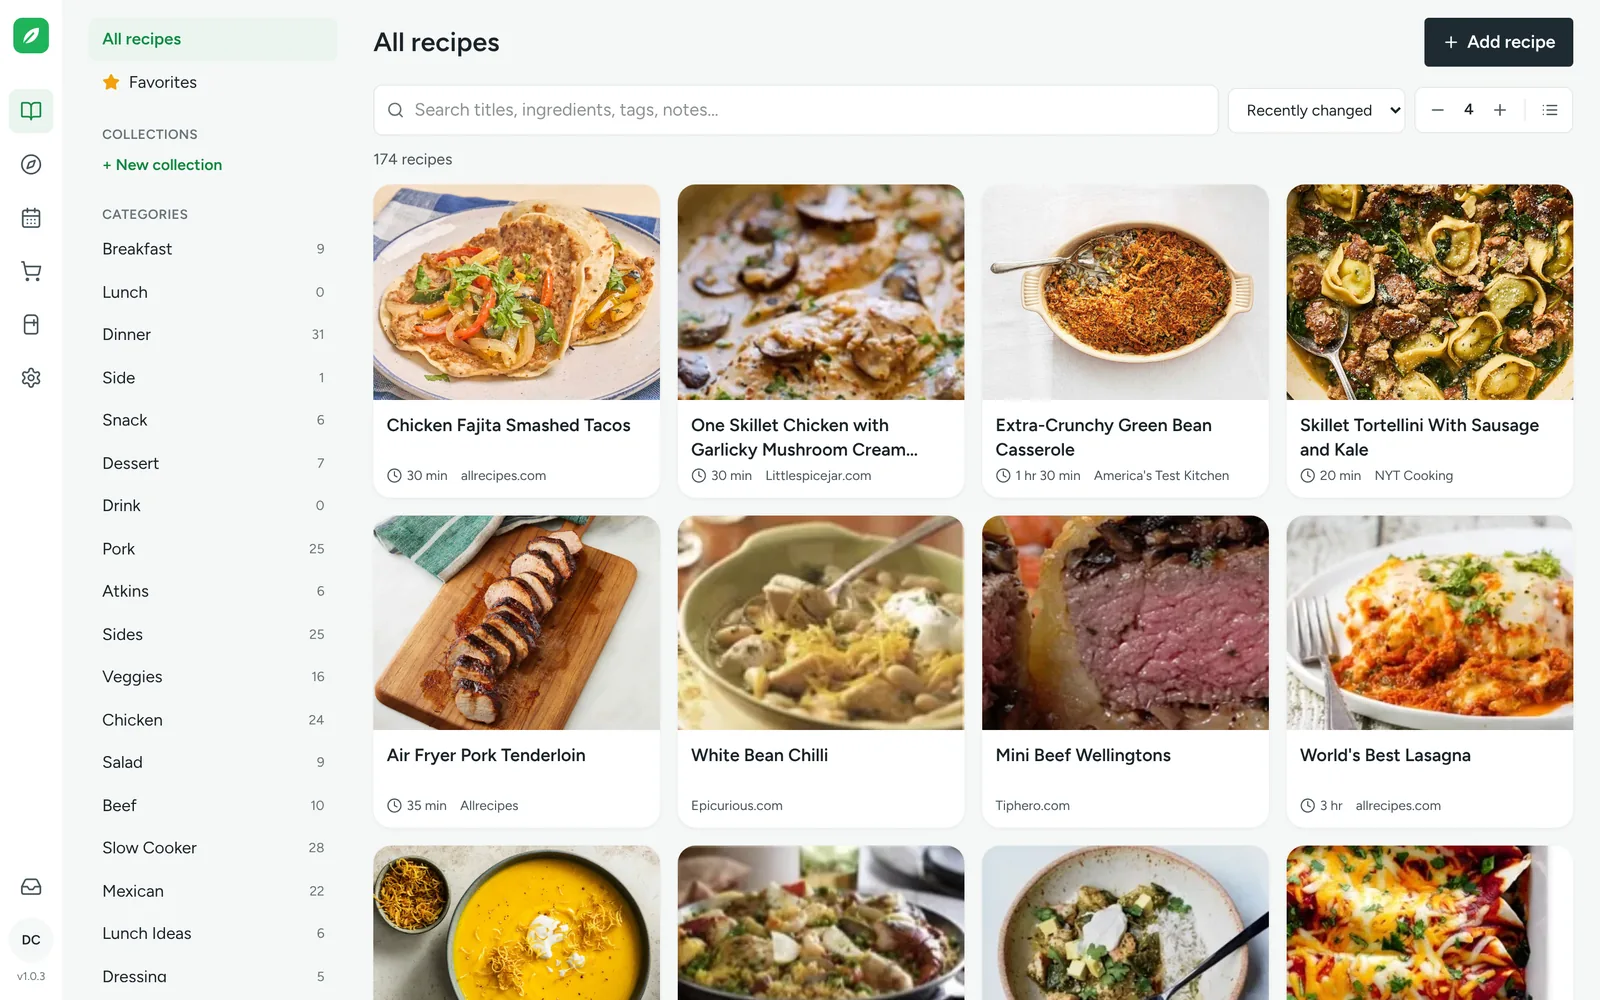 All recipes
Favorites
COLLECTIONS
+ New collection
CATEGORIES
Breakfast 9
Lunch 0
Dinner 31
Side 1
Snack 6
Dessert 7
Drink 0
Pork 25
Atkins 6
Sides 25
Veggies 16
Chicken 24
Salad 9
Beef 10
Slow Cooker 28
Mexican 22
Lunch Ideas 6
Dressing 5
DC
v1.0.3
All recipes
+ Add recipe
Search titles, ingredients, tags, notes...
Recently changed
4
174 recipes
Chicken Fajita Smashed Tacos
30 min allrecipes.com
One Skillet Chicken with
Garlicky Mushroom Cream...
30 min Littlespicejar.com
Extra-Crunchy Green Bean
Casserole
1 hr 30 min America's Test Kitchen
Skillet Tortellini With Sausage
and Kale
20 min NYT Cooking
Air Fryer Pork Tenderloin
35 min Allrecipes
White Bean Chilli
Epicurious.com
Mini Beef Wellingtons
Tiphero.com
World's Best Lasagna
3 hr allrecipes.com